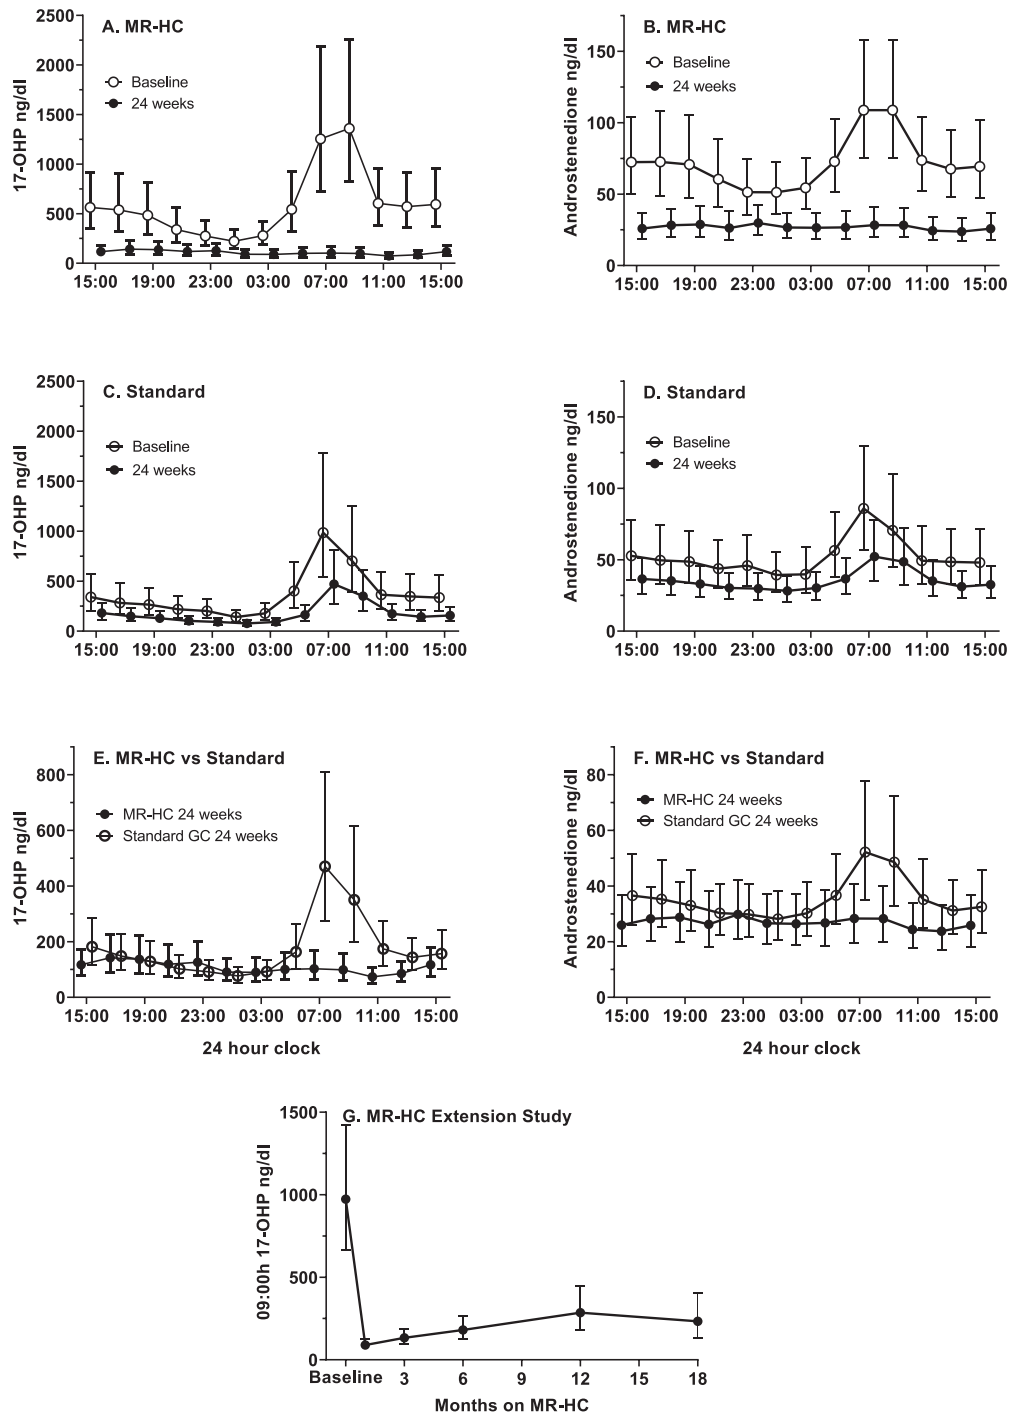 A. MR-HC
17-OHP ng/dl
2500
2000
1500
1000
500
0
Baseline
24 weeks
15:00 19:00 23:00 03:00 07:00 11:00 15:00
B. MR-HC
Androstenedione ng/dl
150
100
50
0
Baseline
24 weeks
15:00 19:00 23:00 03:00 07:00 11:00 15:00
C. Standard
17-OHP ng/dl
2500
2000
1500
1000
500
0
Baseline
24 weeks
15:00 19:00 23:00 03:00 07:00 11:00 15:00
D. Standard
Androstenedione ng/dl
150
100
50
0
Baseline
24 weeks
15:00 19:00 23:00 03:00 07:00 11:00 15:00
E. MR-HC vs Standard
17-OHP ng/dl
800
600
400
200
0
MR-HC 24 weeks
Standard GC 24 weeks
15:00 19:00 23:00 03:00 07:00 11:00 15:00
24 hour clock
F. MR-HC vs Standard
Androstenedione ng/dl
80
60
40
20
0
MR-HC 24 weeks
Standard GC 24 weeks
15:00 19:00 23:00 03:00 07:00 11:00 15:00
24 hour clock
G. MR-HC Extension Study
09:00h 17-OHP ng/dl
1500
1000
500
0
Baseline 3 6 9 12 15 18
Months on MR-HC